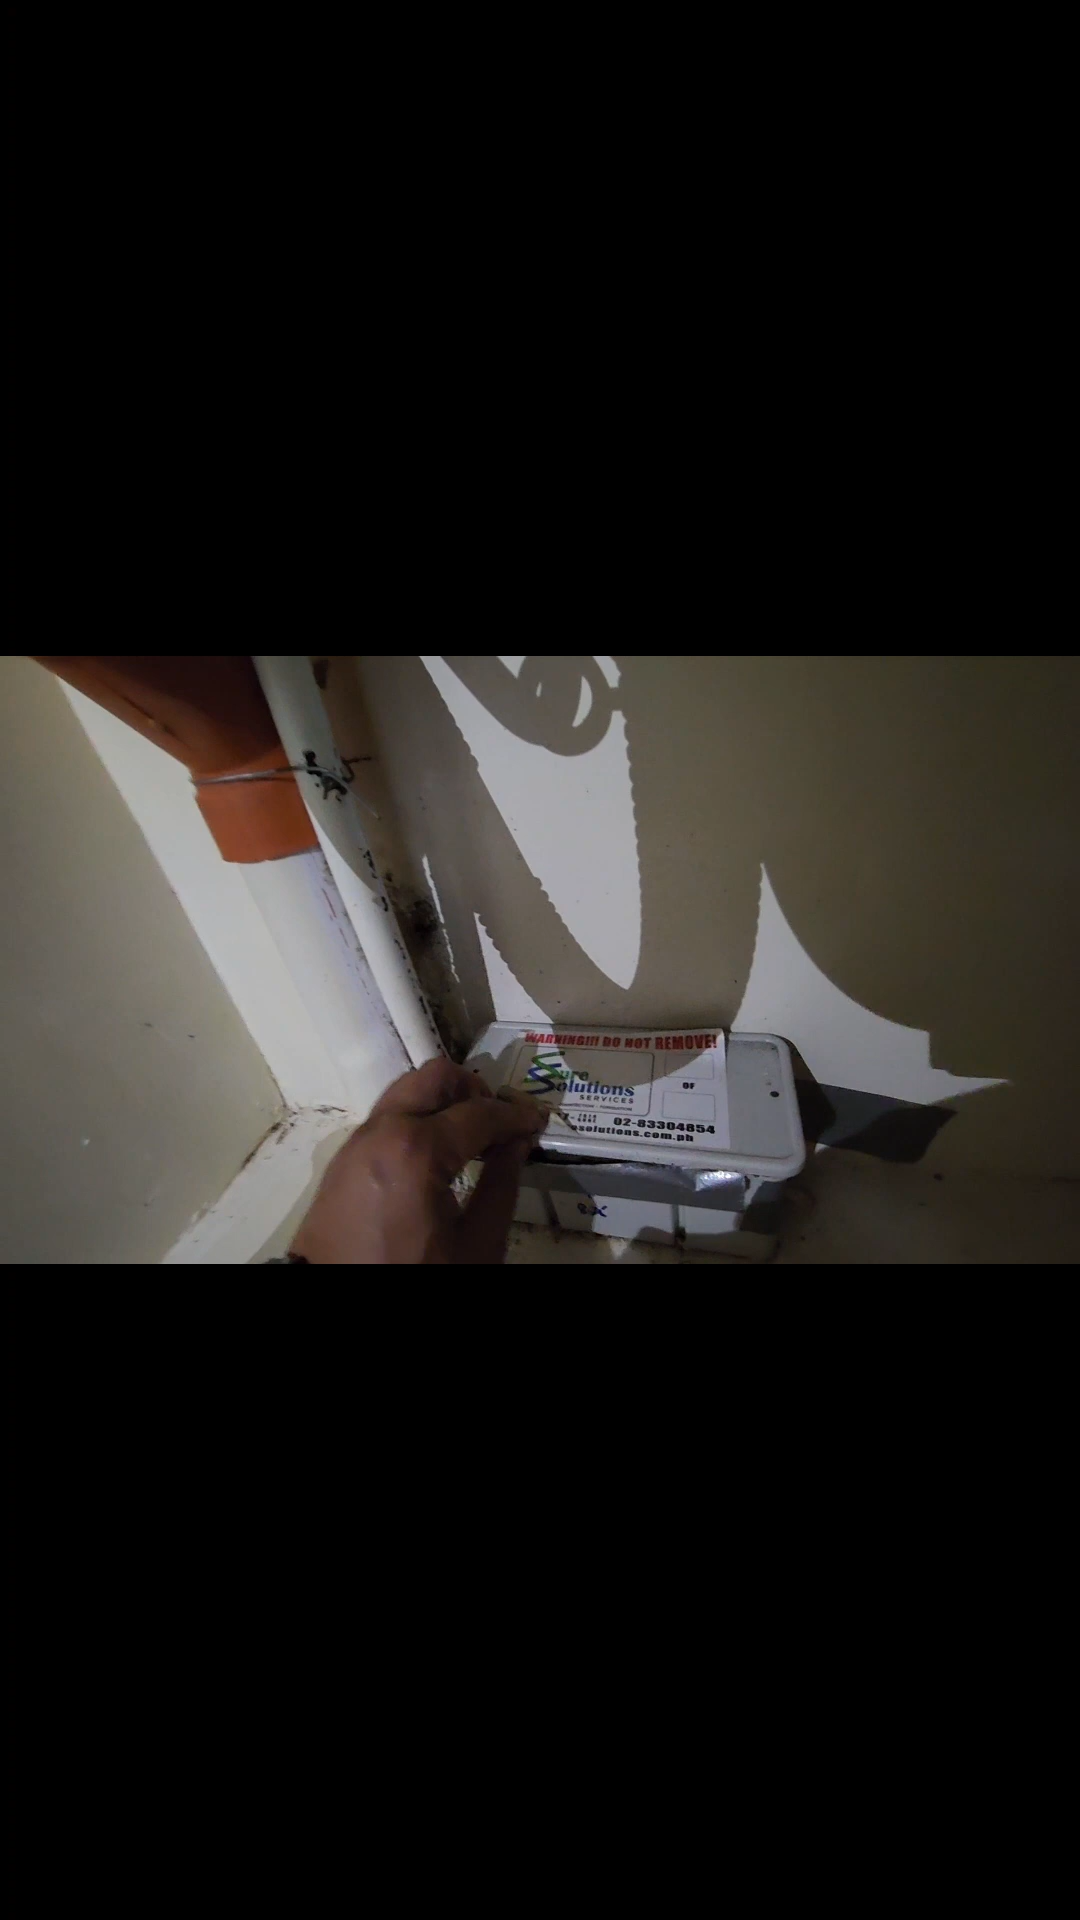 WARNING!!! DO NOT REMOVE!
Sure
Solutions
SERVICES
OF
02-83304854
solutions.com.ph